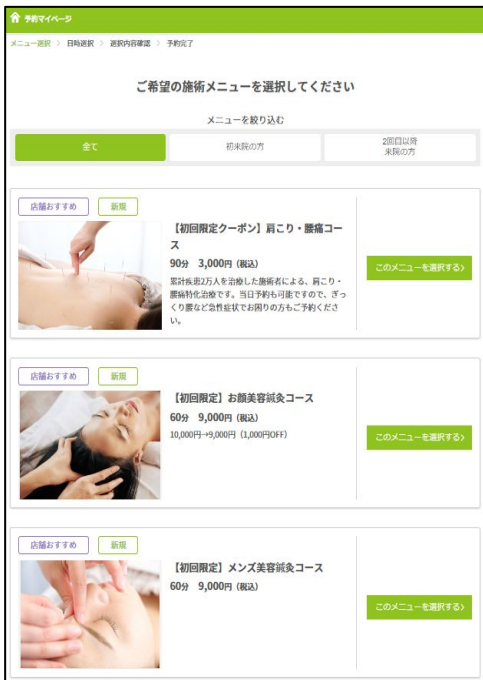 予約マイページ
メニュー選択 > 日時選択 > 選択内容確認 > 予約完了
ご希望の施術メニューを選択してください
メニューを絞り込む
全て
初来院の方
2回目以降
来院の方
店舗おすすめ 新規
【初回限定クーポン】肩こり・腰痛コー
ス
90分 3,000円(税込)
累計疾患2万人を治療した施術者による、肩こり・
腰痛特化治療です。当日予約も可能ですので、ぎっ
くり腰など急性症状でお困りの方もご予約くださ
い。
このメニューを選択する>
店舗おすすめ 新規
【初回限定】お顔美容鍼灸コース
60分 9,000円(税込)
10,000円→9,000円(1,000円OFF)
このメニューを選択する>
店舗おすすめ 新規
【初回限定】メンズ美容鍼灸コース
60分 9,000円(税込)
このメニューを選択する>